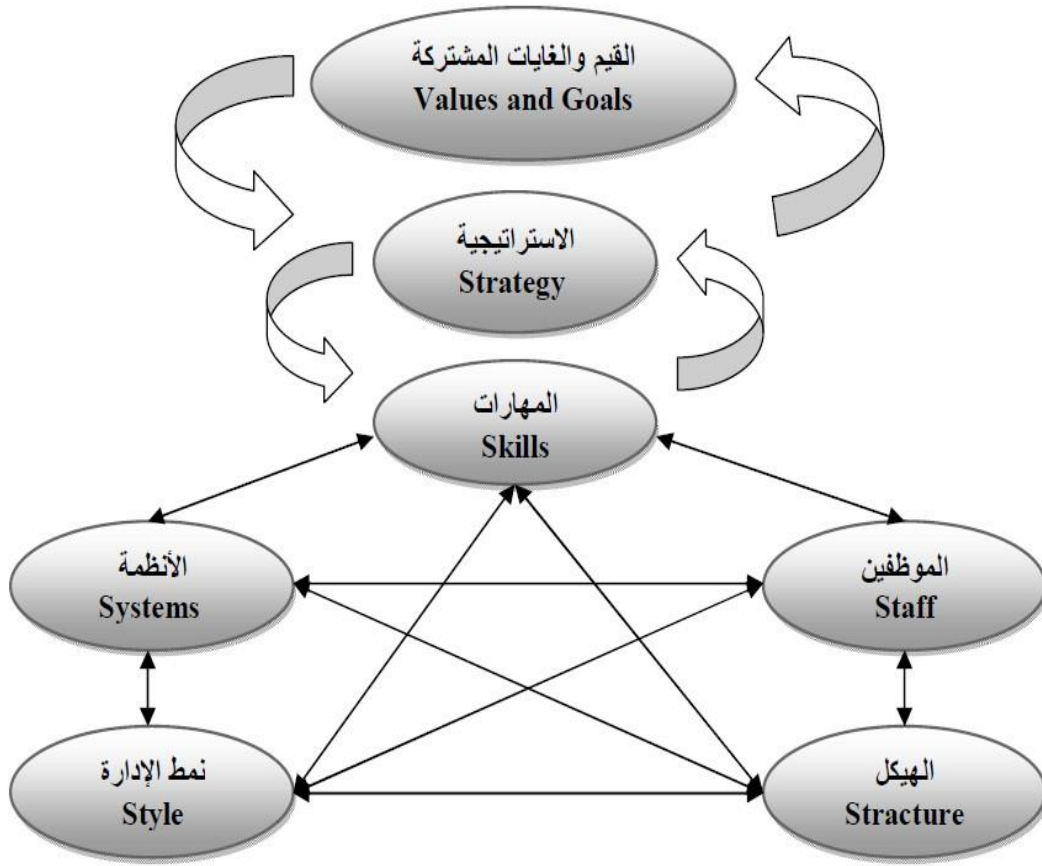 القيم والغايات المشتركة
Values and Goals
الاستراتيجية
Strategy
المهارات
Skills
الأنظمة
Systems
الموظفين
Staff
نمط الإدارة
Style
الهيكل
Stracture